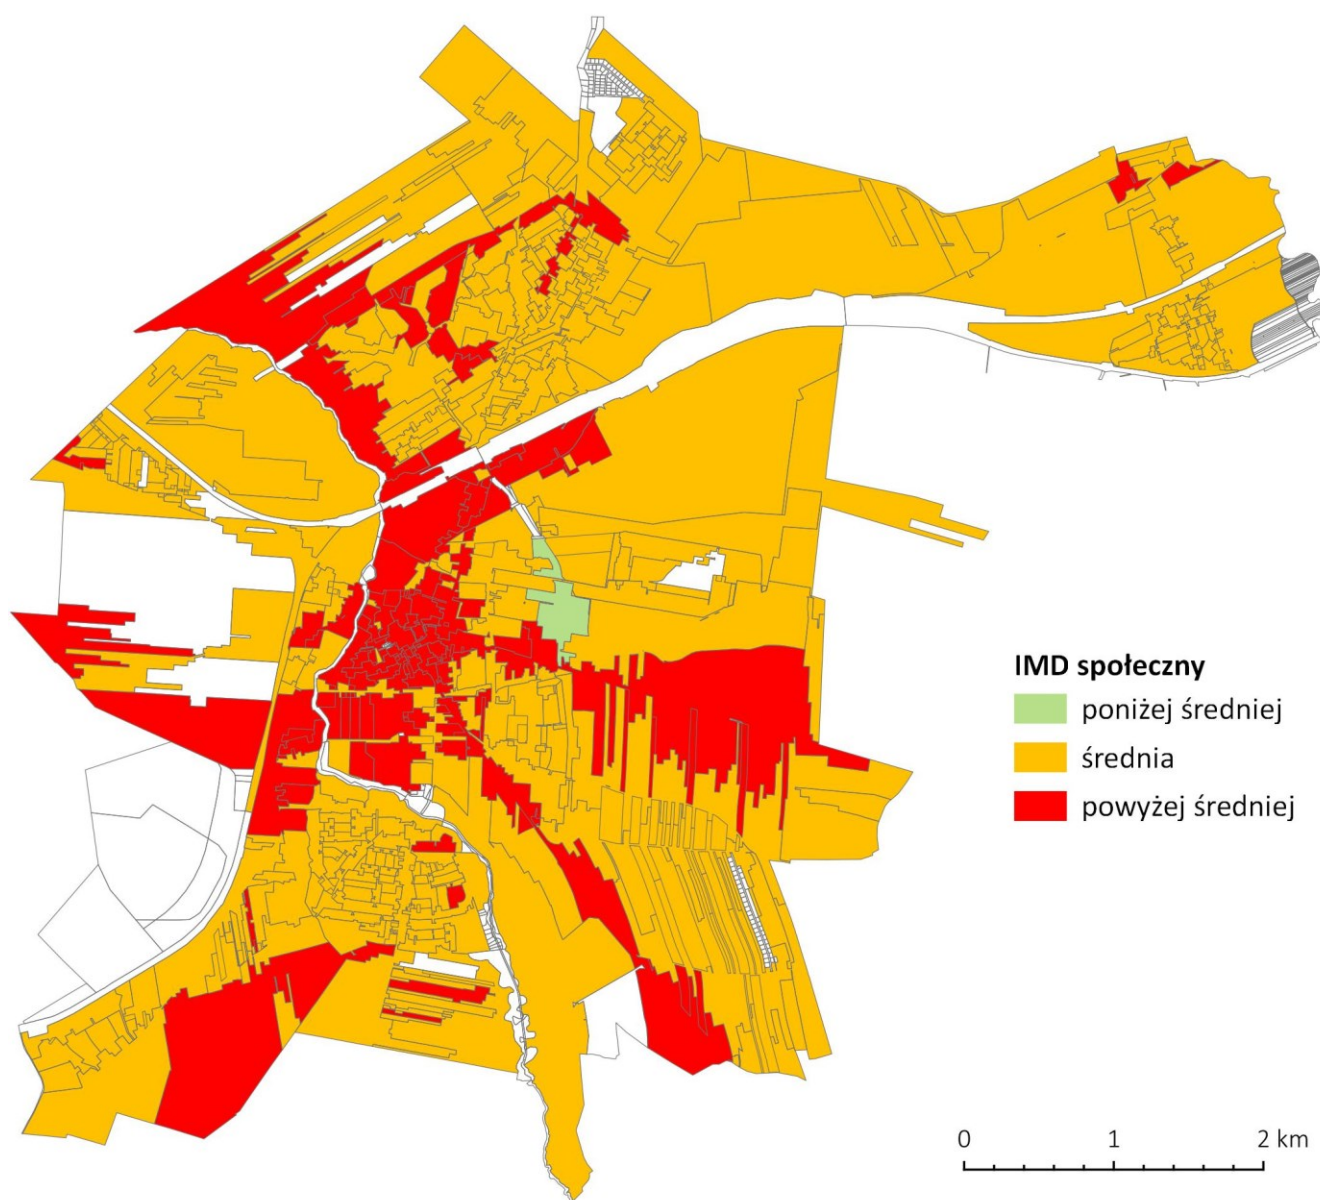 IMD społeczny
poniżej średniej
średnia
powyżej średniej
0 1 2 km